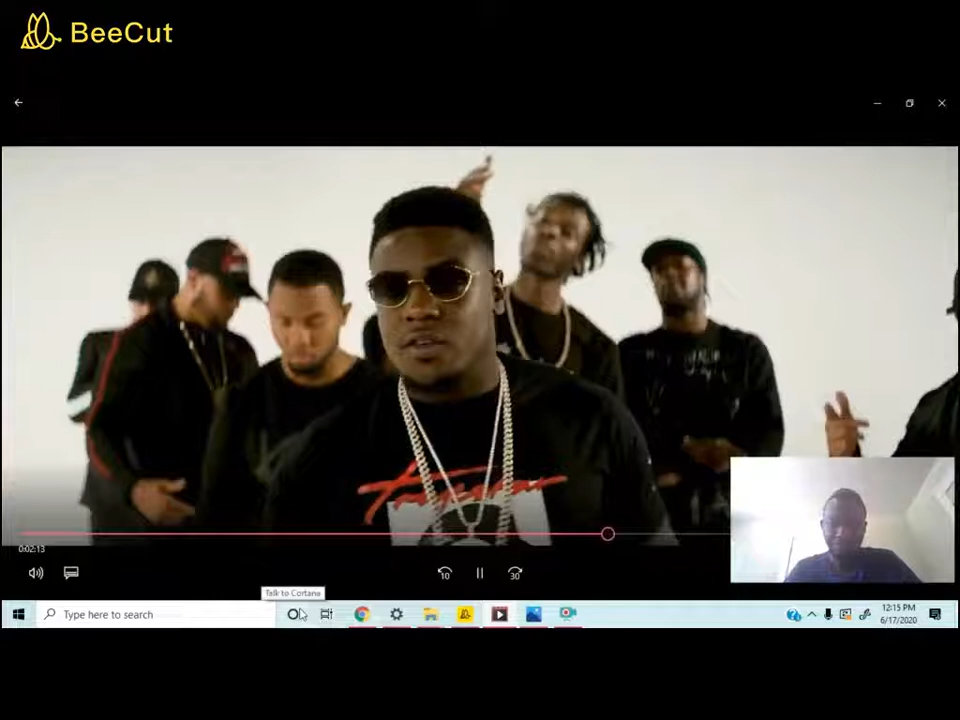 BeeCut
0:02:13
10
30
Talk to Cortana
Type here to search
12:15 PM
6/17/2020